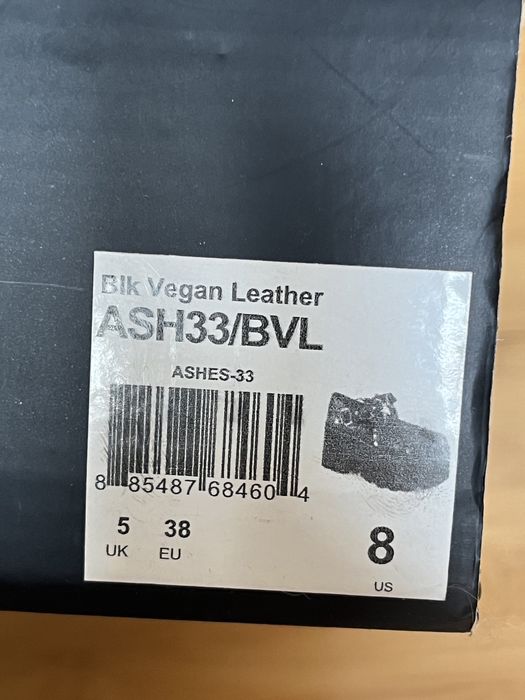 Blk Vegan Leather
ASH33/BVL
ASHES-33
8 85487 68460 4
5 38 8
UK EU US